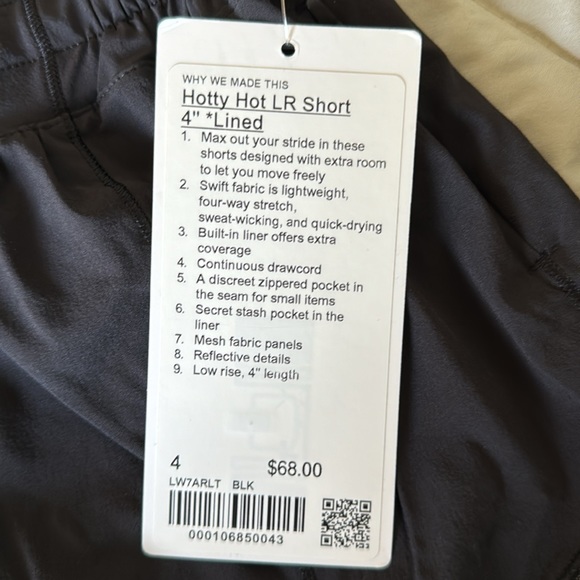 WHY WE MADE THIS
Hotty Hot LR Short
4" *Lined
1. Max out your stride in these
shorts designed with extra room
to let you move freely
2. Swift fabric is lightweight,
four-way stretch,
sweat-wicking, and quick-drying
3. Built-in liner offers extra
coverage
4. Continuous drawcord
5. A discreet zippered pocket in
the seam for small items
6. Secret stash pocket in the
liner
7. Mesh fabric panels
8. Reflective details
9. Low rise, 4" length
4 $68.00
LW7ARLT BLK
000106850043